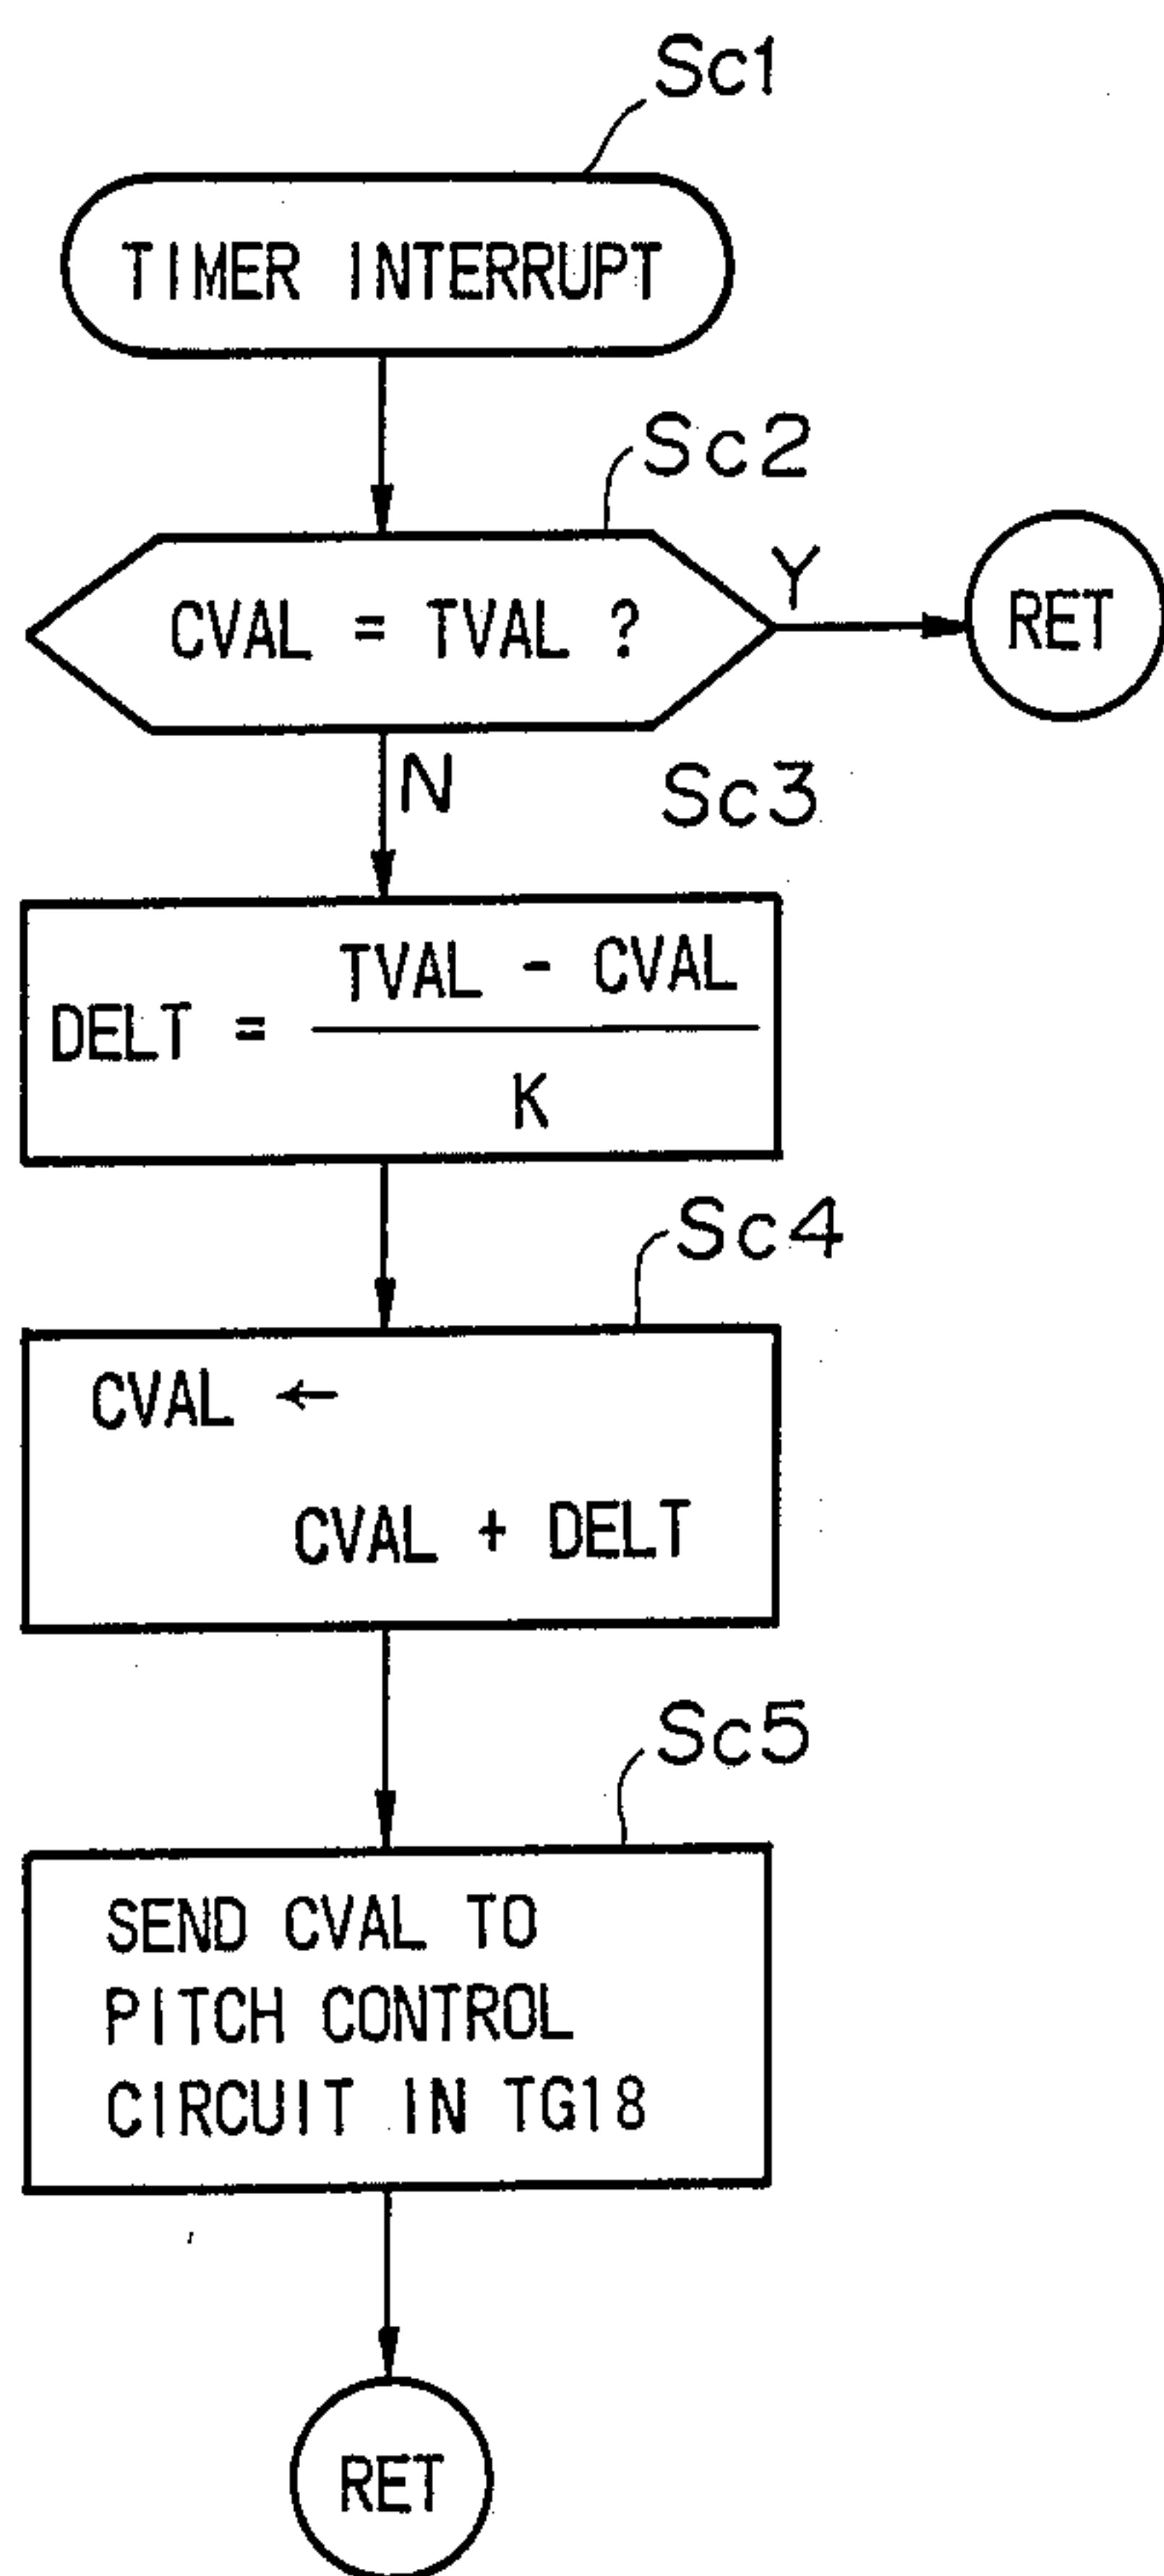 Sc1
TIMER INTERRUPT
Sc2
CVAL = TVAL ?
Y
RET
N
Sc3
TVAL - CVAL
DELT =
K
Sc4
CVAL ←
CVAL + DELT
Sc5
SEND CVAL TO
PITCH CONTROL
CIRCUIT IN TG18
RET